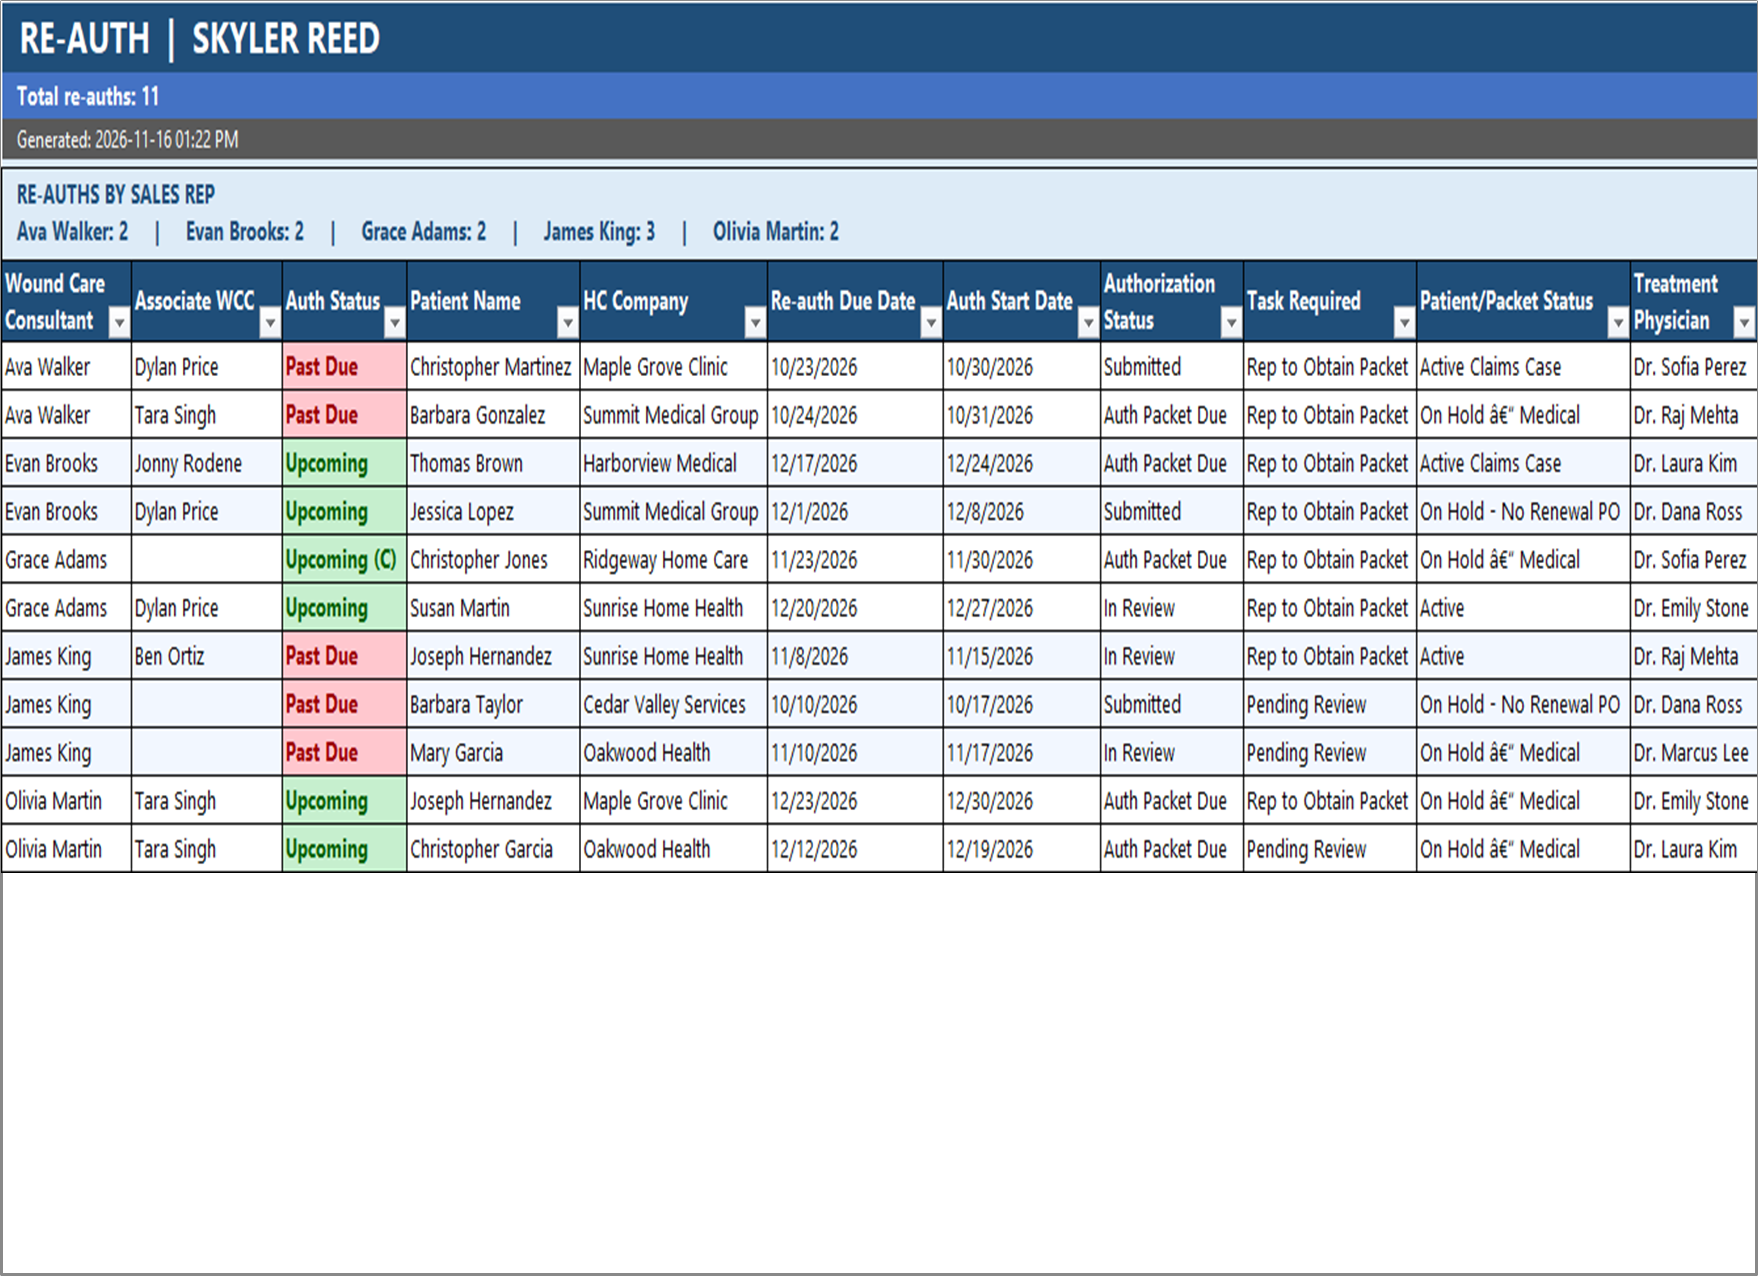 RE-AUTH | SKYLER REED
Total re-auths: 11
Generated: 2026-11-16 01:22 PM
RE-AUTHS BY SALES REP
Ava Walker: 2 | Evan Brooks: 2 | Grace Adams: 2 | James King: 3 | Olivia Martin: 2
Wound Care Consultant Associate WCC Auth Status Patient Name HC Company Re-auth Due Date Auth Start Date Authorization Status Task Required Patient/Packet Status Treatment Physician
Ava Walker Dylan Price Past Due Christopher Martinez Maple Grove Clinic 10/23/2026 10/30/2026 Submitted Rep to Obtain Packet Active Claims Case Dr. Sofia Perez
Ava Walker Tara Singh Past Due Barbara Gonzalez Summit Medical Group 10/24/2026 10/31/2026 Auth Packet Due Rep to Obtain Packet On Hold â€“ Medical Dr. Raj Mehta
Evan Brooks Jonny Rodene Upcoming Thomas Brown Harborview Medical 12/17/2026 12/24/2026 Auth Packet Due Rep to Obtain Packet Active Claims Case Dr. Laura Kim
Evan Brooks Dylan Price Upcoming Jessica Lopez Summit Medical Group 12/1/2026 12/8/2026 Submitted Rep to Obtain Packet On Hold - No Renewal PO Dr. Dana Ross
Grace Adams Upcoming (C) Christopher Jones Ridgeway Home Care 11/23/2026 11/30/2026 Auth Packet Due Rep to Obtain Packet On Hold â€“ Medical Dr. Sofia Perez
Grace Adams Dylan Price Upcoming Susan Martin Sunrise Home Health 12/20/2026 12/27/2026 In Review Rep to Obtain Packet Active Dr. Emily Stone
James King Ben Ortiz Past Due Joseph Hernandez Sunrise Home Health 11/8/2026 11/15/2026 In Review Rep to Obtain Packet Active Dr. Raj Mehta
James King Past Due Barbara Taylor Cedar Valley Services 10/10/2026 10/17/2026 Submitted Pending Review On Hold - No Renewal PO Dr. Dana Ross
James King Past Due Mary Garcia Oakwood Health 11/10/2026 11/17/2026 In Review Pending Review On Hold â€“ Medical Dr. Marcus Lee
Olivia Martin Tara Singh Upcoming Joseph Hernandez Maple Grove Clinic 12/23/2026 12/30/2026 Auth Packet Due Rep to Obtain Packet On Hold â€“ Medical Dr. Emily Stone
Olivia Martin Tara Singh Upcoming Christopher Garcia Oakwood Health 12/12/2026 12/19/2026 Auth Packet Due Pending Review On Hold â€“ Medical Dr. Laura Kim